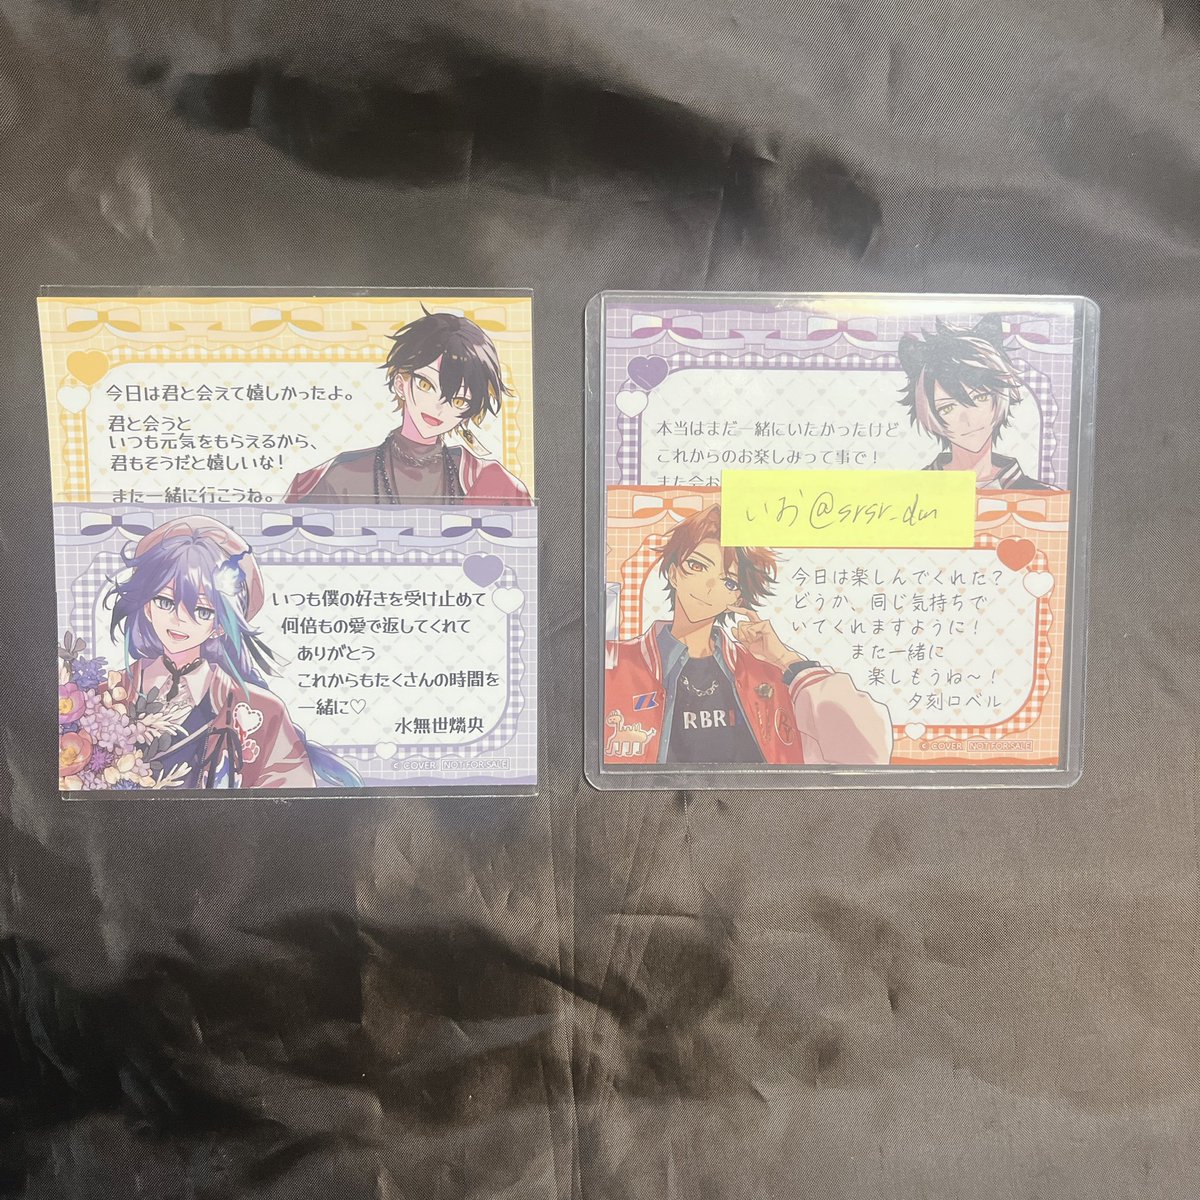 今日は君と会えて嬉しかったよ。
君と会うと
いつも元気をもらえるから、
君もそうだと嬉しいな！
また一緒に行こうね。
いつも僕の好きを受け止めて
何倍もの愛で返してくれて
ありがとう
これからもたくさんの時間を
一緒に♡
水無世燐央
© COVER NOT FOR SALE
本当はまだ一緒にいたかったけど
これからのお楽しみって事で！
また会お
いお@srsr_dm
今日は楽しんでくれた？
どうか、同じ気持ちで
いてくれますように！
また一緒に
楽しもうね〜！
夕刻ロベル
RBR
© COVER NOT FOR SALE